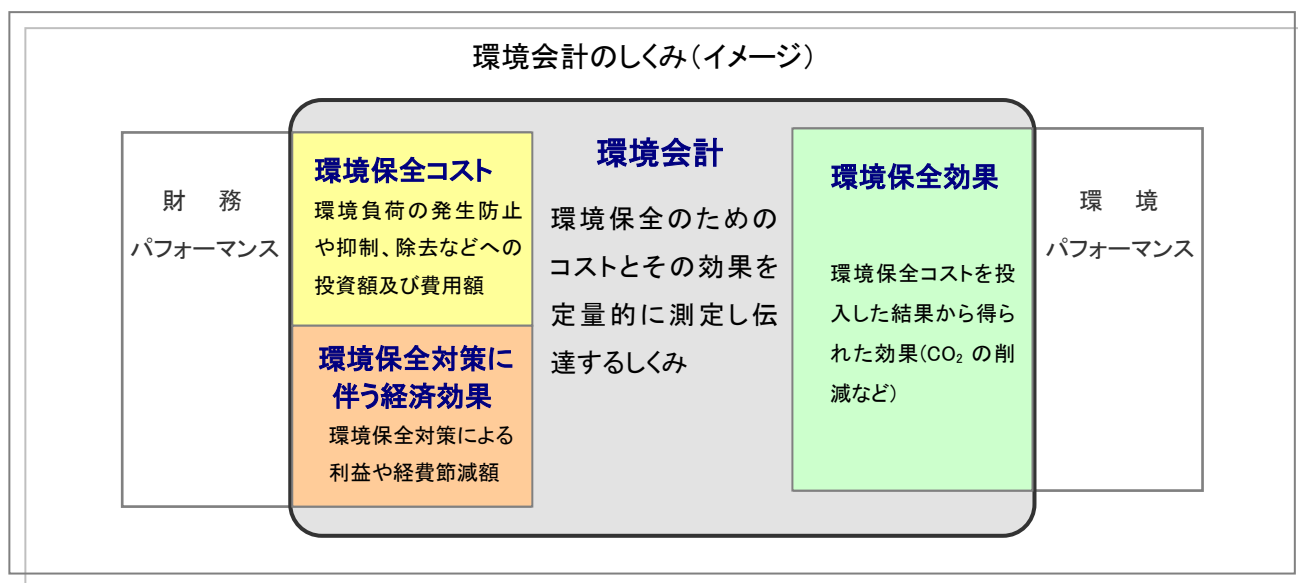 環境会計のしくみ(イメージ)
財　務
パフォーマンス
環境保全コスト
環境負荷の発生防止
や抑制、除去などへの
投資額及び費用額
環境保全対策に
伴う経済効果
環境保全対策による
利益や経費節減額
環境会計
環境保全のための
コストとその効果を
定量的に測定し伝
達するしくみ
環境保全効果
環境保全コストを投
入した結果から得ら
れた効果(CO₂ の削
減など)
環　境
パフォーマンス